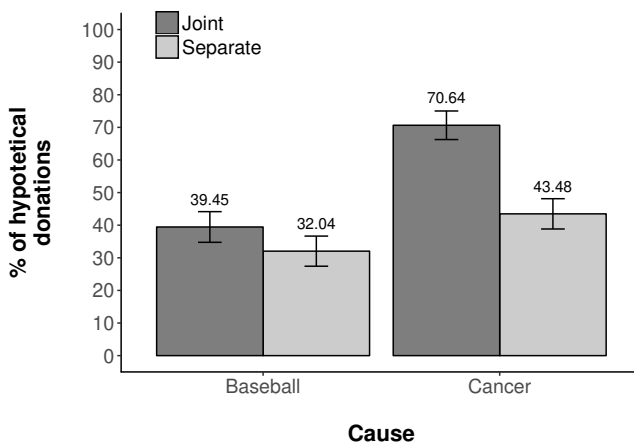 Joint
Separate
100
90
80
70
60
50
40
30
20
10
0
% of hypotetical
donations
39.45
32.04
70.64
43.48
Baseball
Cancer
Cause